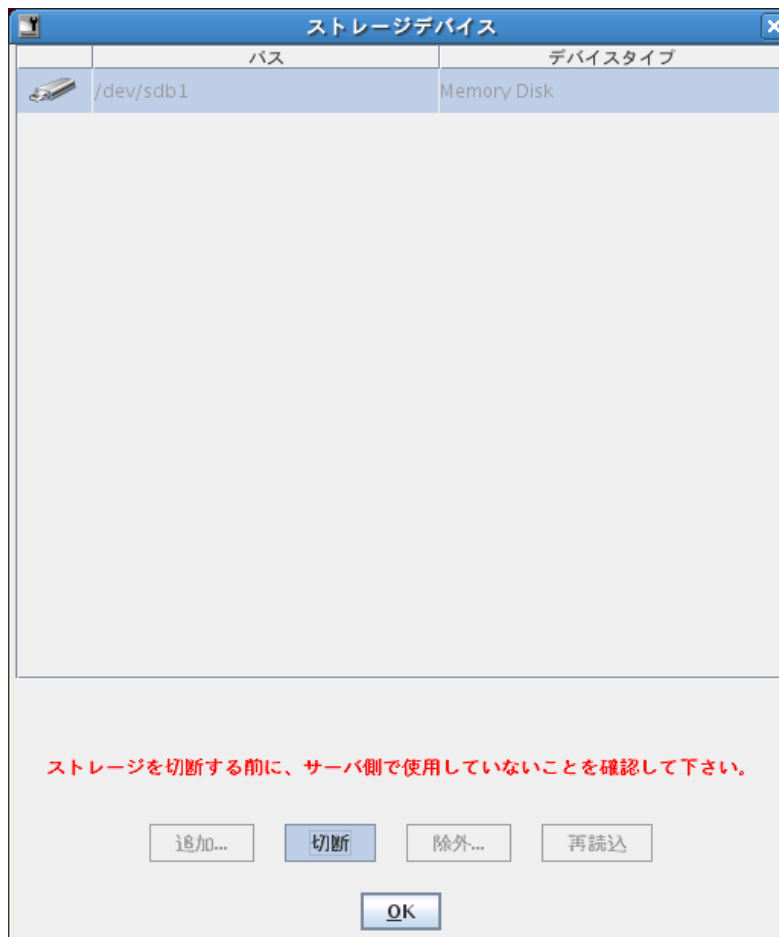 ストレージデバイス
パス デバイスタイプ
/dev/sdb1 Memory Disk
ストレージを切断する前に、サーバ側で使用していないことを確認して下さい。
追加... 切断 除外... 再読込
OK